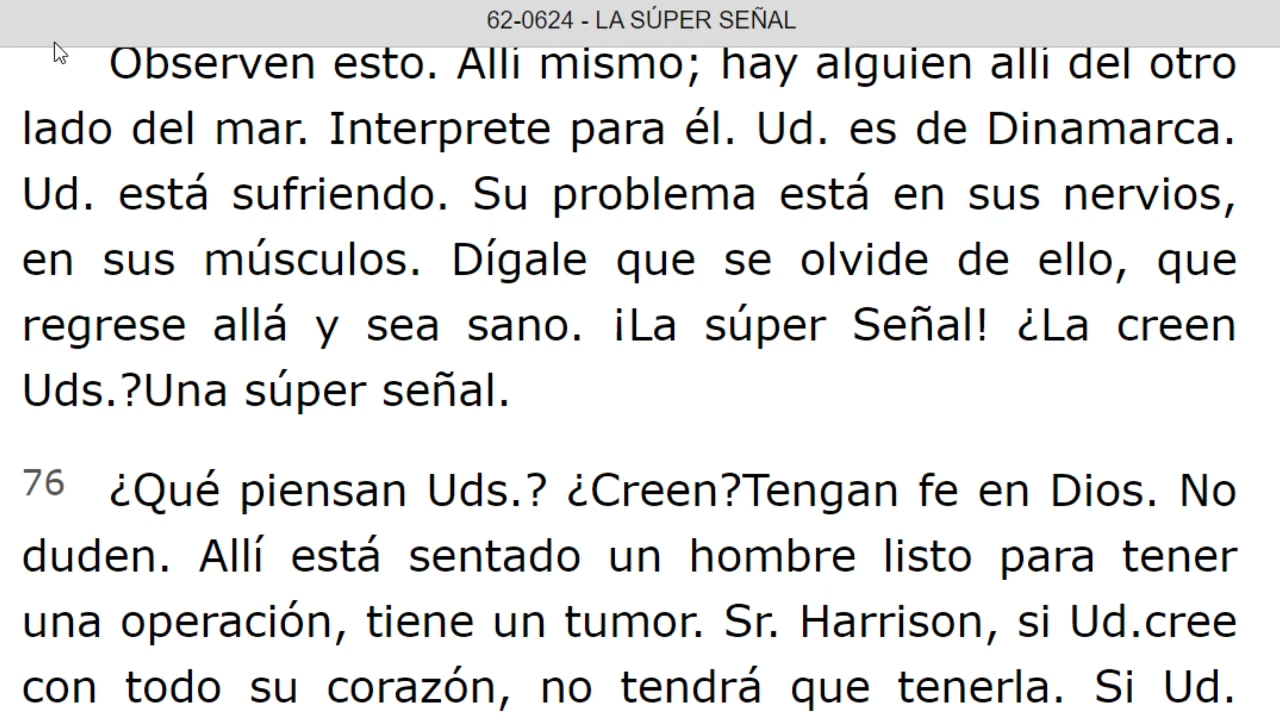 62-0624 - LA SÚPER SEÑAL
Observen esto. Allí mismo; hay alguien allí del otro
lado del mar. Interprete para él. Ud. es de Dinamarca.
Ud. está sufriendo. Su problema está en sus nervios,
en sus músculos. Dígale que se olvide de ello, que
regrese allá y sea sano. ¡La súper Señal! ¿La creen
Uds.?Una súper señal.
76 ¿Qué piensan Uds.? ¿Creen?Tengan fe en Dios. No
duden. Allí está sentado un hombre listo para tener
una operación, tiene un tumor. Sr. Harrison, si Ud.cree
con todo su corazón, no tendrá que tenerla. Si Ud.